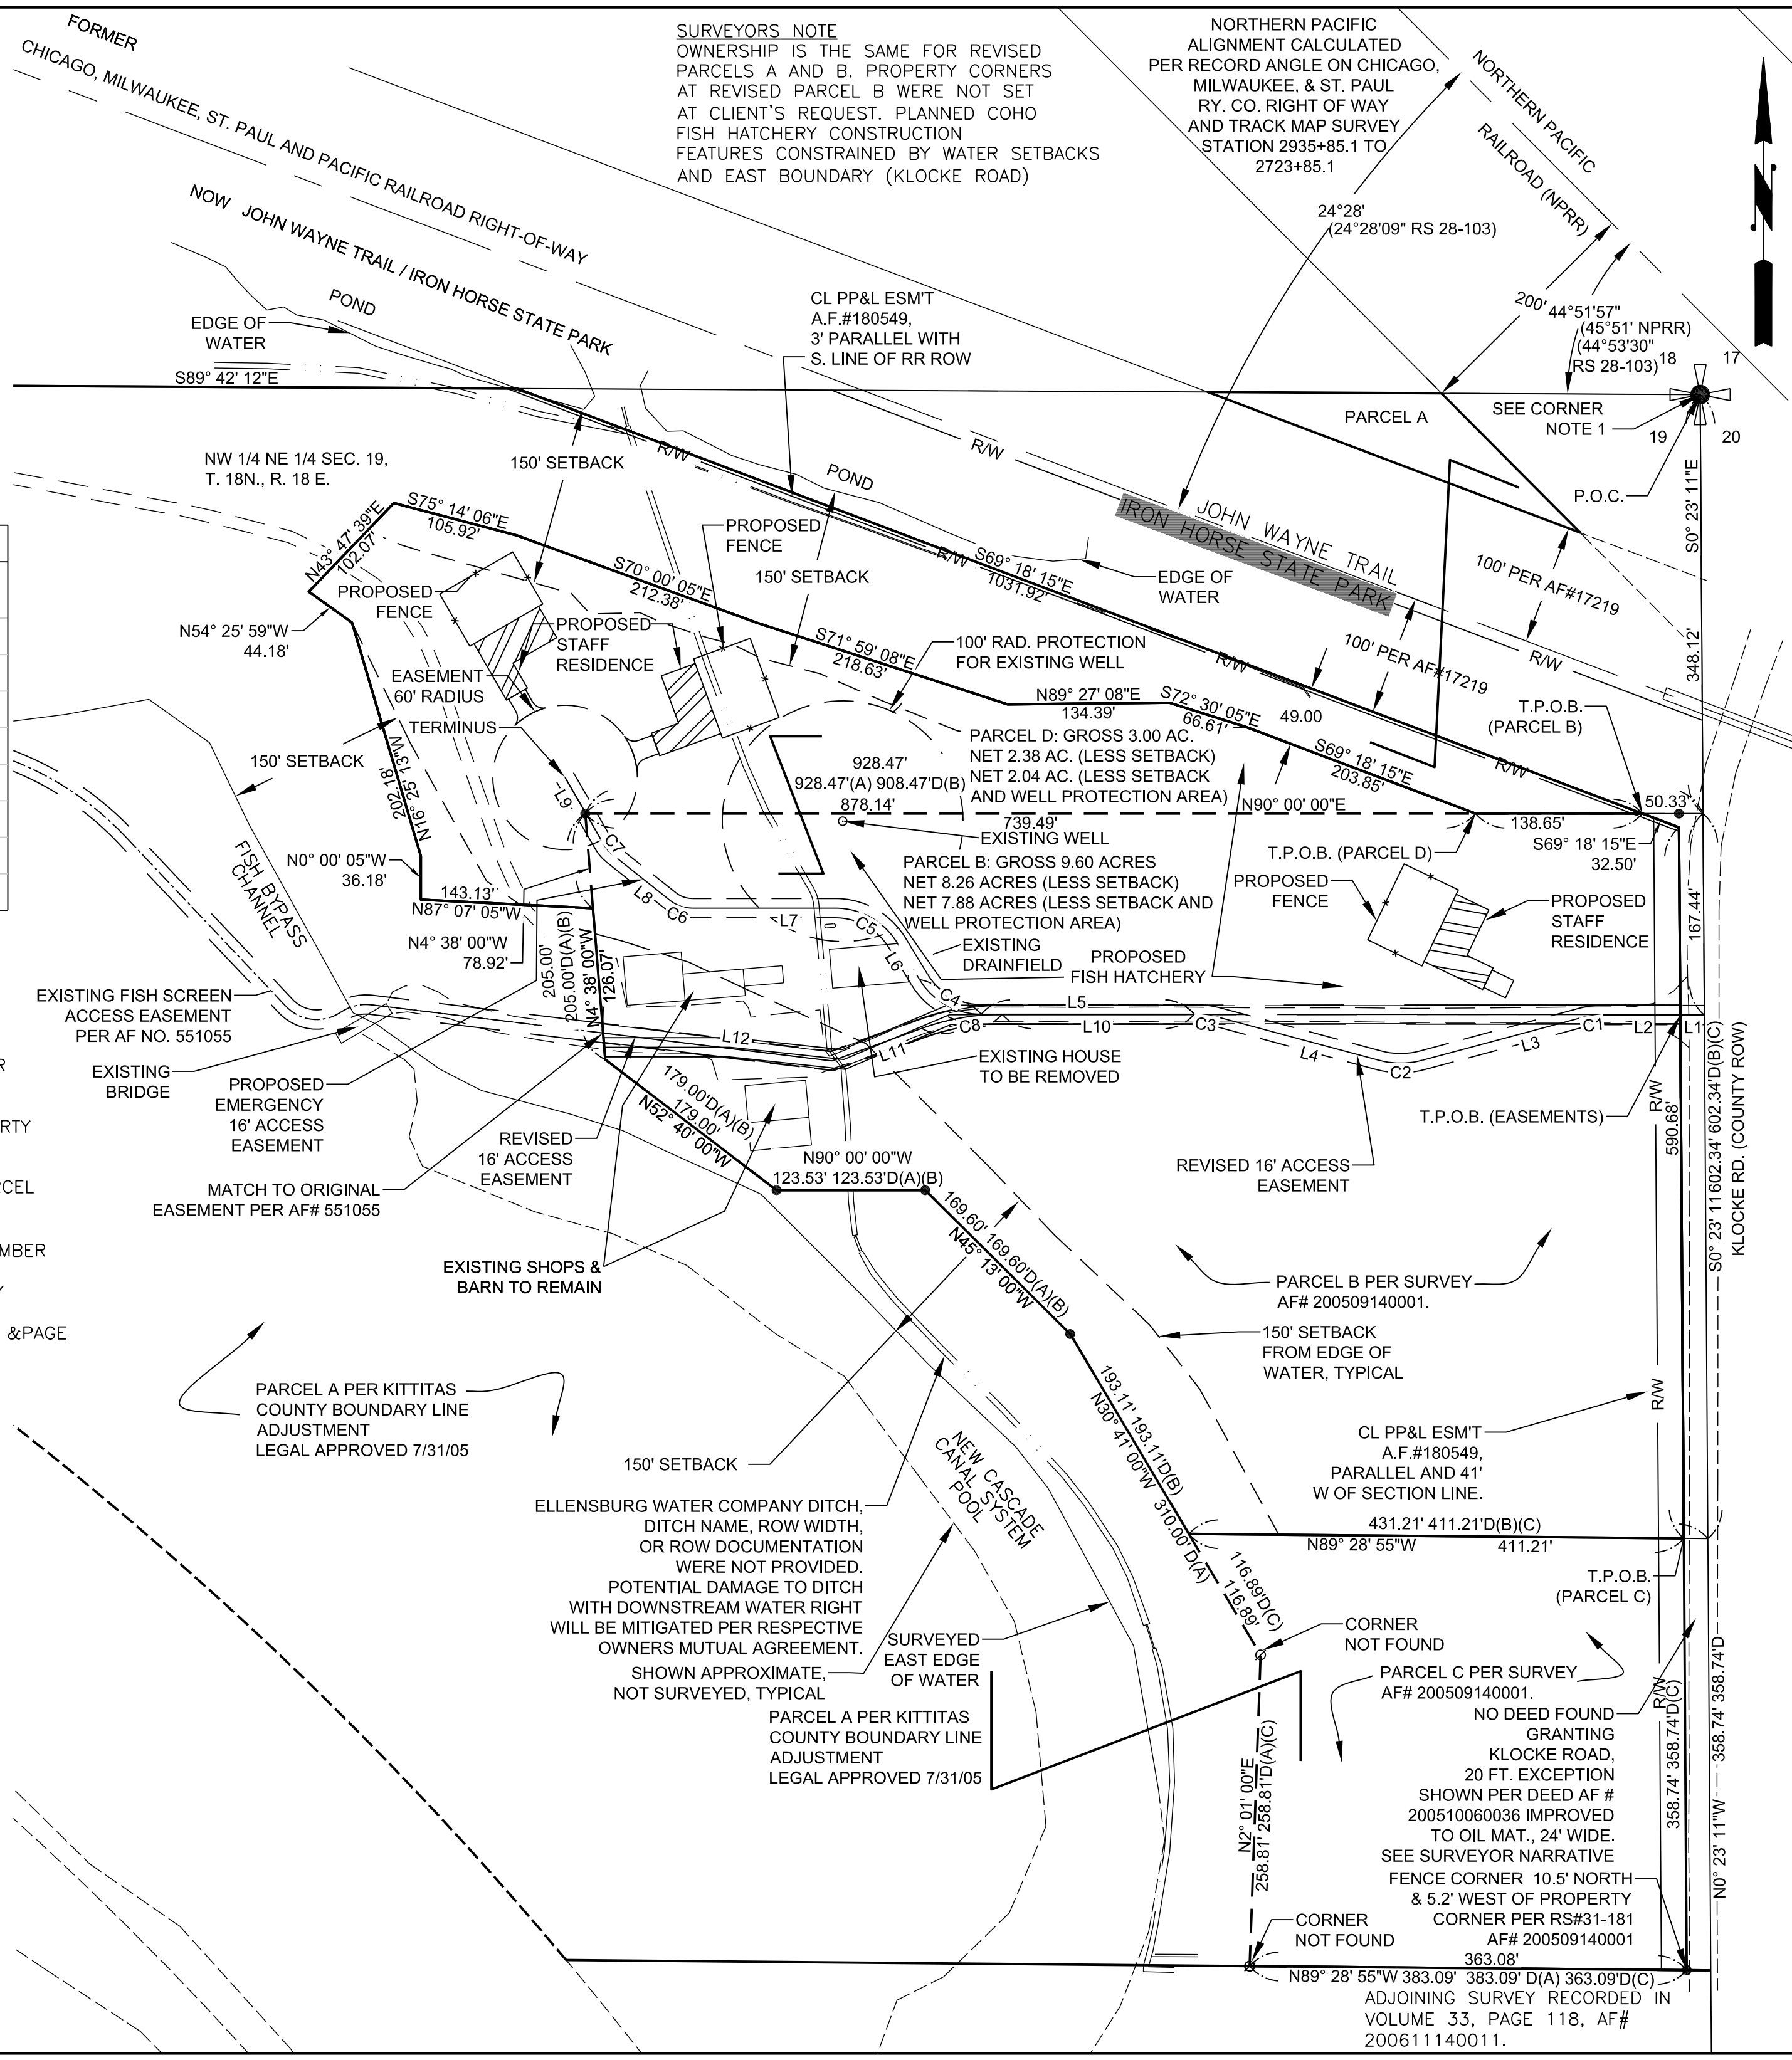 FORMER
CHICAGO, MILWAUKEE, ST. PAUL AND PACIFIC RAILROAD RIGHT-OF-WAY
NOW JOHN WAYNE TRAIL / IRON HORSE STATE PARK
SURVEYORS NOTE
OWNERSHIP IS THE SAME FOR REVISED
PARCELS A AND B. PROPERTY CORNERS
AT REVISED PARCEL B WERE NOT SET
AT CLIENT'S REQUEST. PLANNED COHO
FISH HATCHERY CONSTRUCTION
FEATURES CONSTRAINED BY WATER SETBACKS
AND EAST BOUNDARY (KLOCKE ROAD)
NORTHERN PACIFIC
ALIGNMENT CALCULATED
PER RECORD ANGLE ON CHICAGO,
MILWAUKEE, & ST. PAUL
RY. CO. RIGHT OF WAY
AND TRACK MAP SURVEY
STATION 2935+85.1 TO
2723+85.1
NORTHERN PACIFIC
RAILROAD (NPRR)
N
24°28'
(24°28'09" RS 28-103)
200'
44°51'57"
(45°51' NPRR)
(44°53'30"
RS 28-103)
18
17
19
20
SEE CORNER
NOTE 1
P.O.C.
POND
EDGE OF
WATER
CL PP&L ESM'T
A.F.#180549,
3' PARALLEL WITH
S. LINE OF RR ROW
S89° 42' 12"E
PARCEL A
NW 1/4 NE 1/4 SEC. 19,
T. 18N., R. 18 E.
150' SETBACK
R/W
POND
R/W
JOHN WAYNE TRAIL
IRON HORSE STATE PARK
S0° 23' 11"E
348.12'
S75° 14' 06"E
105.92'
N43° 47' 39"E
102.07'
PROPOSED
FENCE
R/W
S69° 18' 15"E
1031.92'
EDGE OF
WATER
100' PER AF#17219
S70° 00' 05"E
212.38'
150' SETBACK
PROPOSED
FENCE
N54° 25' 59"W
44.18'
PROPOSED
STAFF
RESIDENCE
S71° 59' 08"E
218.63'
100' RAD. PROTECTION
FOR EXISTING WELL
R/W
100' PER AF#17219
R/W
EASEMENT
60' RADIUS
TERMINUS
N89° 27' 08"E
134.39'
S72° 30' 05"E
66.61'
49.00
T.P.O.B.
(PARCEL B)
150' SETBACK
N16° 25' 13"W
202.18'
PARCEL D: GROSS 3.00 AC.
NET 2.38 AC. (LESS SETBACK)
NET 2.04 AC. (LESS SETBACK
AND WELL PROTECTION AREA)
S69° 18' 15"E
203.85'
R/W
928.47'
928.47'(A) 908.47'D(B)
878.14'
L9
N90° 00' 00"E
739.49'
50.33'
138.65'
S69° 18' 15"E
32.50'
EXISTING WELL
T.P.O.B. (PARCEL D)
C7
N0° 00' 05"W
36.18'
PARCEL B: GROSS 9.60 ACRES
NET 8.26 ACRES (LESS SETBACK)
NET 7.88 ACRES (LESS SETBACK AND
WELL PROTECTION AREA)
PROPOSED
FENCE
PROPOSED
STAFF
RESIDENCE
167.44'
FISH BYPASS
CHANNEL
143.13'
N87° 07' 05"W
L8
C6
L7
C5
L6
N4° 38' 00"W
78.92'
EXISTING
DRAINFIELD
PROPOSED
FISH HATCHERY
205.00'
205.00'D(A)(B)
N4° 38' 00"W
126.07'
EXISTING FISH SCREEN
ACCESS EASEMENT
PER AF NO. 551055
C4
L5
C8
L10
C3
C1
L2
L1
L12
L11
L4
C2
L3
EXISTING
BRIDGE
EXISTING HOUSE
TO BE REMOVED
PROPOSED
EMERGENCY
16' ACCESS
EASEMENT
179.00'D(A)(B)
179.00'
N52° 40' 00"W
T.P.O.B. (EASEMENTS)
R/W
590.68'
S0° 23' 11 602.34' 602.34'D(B)(C)
KLOCKE RD. (COUNTY ROW)
R
RTY
REVISED
16' ACCESS
EASEMENT
N90° 00' 00"W
123.53' 123.53'D(A)(B)
REVISED 16' ACCESS
EASEMENT
RCEL
MATCH TO ORIGINAL
EASEMENT PER AF# 551055
169.60' 169.60'D(A)(B)
N45° 13' 00"W
MBER
EXISTING SHOPS &
BARN TO REMAIN
PARCEL B PER SURVEY
AF# 200509140001.
&PAGE
150' SETBACK
FROM EDGE OF
WATER, TYPICAL
PARCEL A PER KITTITAS
COUNTY BOUNDARY LINE
ADJUSTMENT
LEGAL APPROVED 7/31/05
193.11' 193.11'D(B)
N30° 41' 00"W 310.00' D(A)
R/W
CL PP&L ESM'T
A.F.#180549,
PARALLEL AND 41'
W OF SECTION LINE.
150' SETBACK
NEW CASCADE
CANAL SYSTEM
POOL
ELLENSBURG WATER COMPANY DITCH,
DITCH NAME, ROW WIDTH,
OR ROW DOCUMENTATION
WERE NOT PROVIDED.
POTENTIAL DAMAGE TO DITCH
WITH DOWNSTREAM WATER RIGHT
WILL BE MITIGATED PER RESPECTIVE
OWNERS MUTUAL AGREEMENT.
431.21' 411.21'D(B)(C)
N89° 28' 55"W 411.21'
T.P.O.B.
(PARCEL C)
116.89'D(C)
116.89'
CORNER
NOT FOUND
SURVEYED
EAST EDGE
OF WATER
SHOWN APPROXIMATE,
NOT SURVEYED, TYPICAL
PARCEL C PER SURVEY
AF# 200509140001.
PARCEL A PER KITTITAS
COUNTY BOUNDARY LINE
ADJUSTMENT
LEGAL APPROVED 7/31/05
NO DEED FOUND
GRANTING
KLOCKE ROAD,
20 FT. EXCEPTION
SHOWN PER DEED AF #
200510060036 IMPROVED
TO OIL MAT., 24' WIDE.
SEE SURVEYOR NARRATIVE
R/W
358.74' 358.74'D(C)
N0° 23' 11"W 358.74' 358.74'D
N2° 01' 00"E
258.81' 258.81'D(A)(C)
FENCE CORNER 10.5' NORTH
& 5.2' WEST OF PROPERTY
CORNER PER RS#31-181
AF# 200509140001
CORNER
NOT FOUND
363.08'
N89° 28' 55"W 383.09' 383.09' D(A) 363.09'D(C)
ADJOINING SURVEY RECORDED IN
VOLUME 33, PAGE 118, AF#
200611140011.